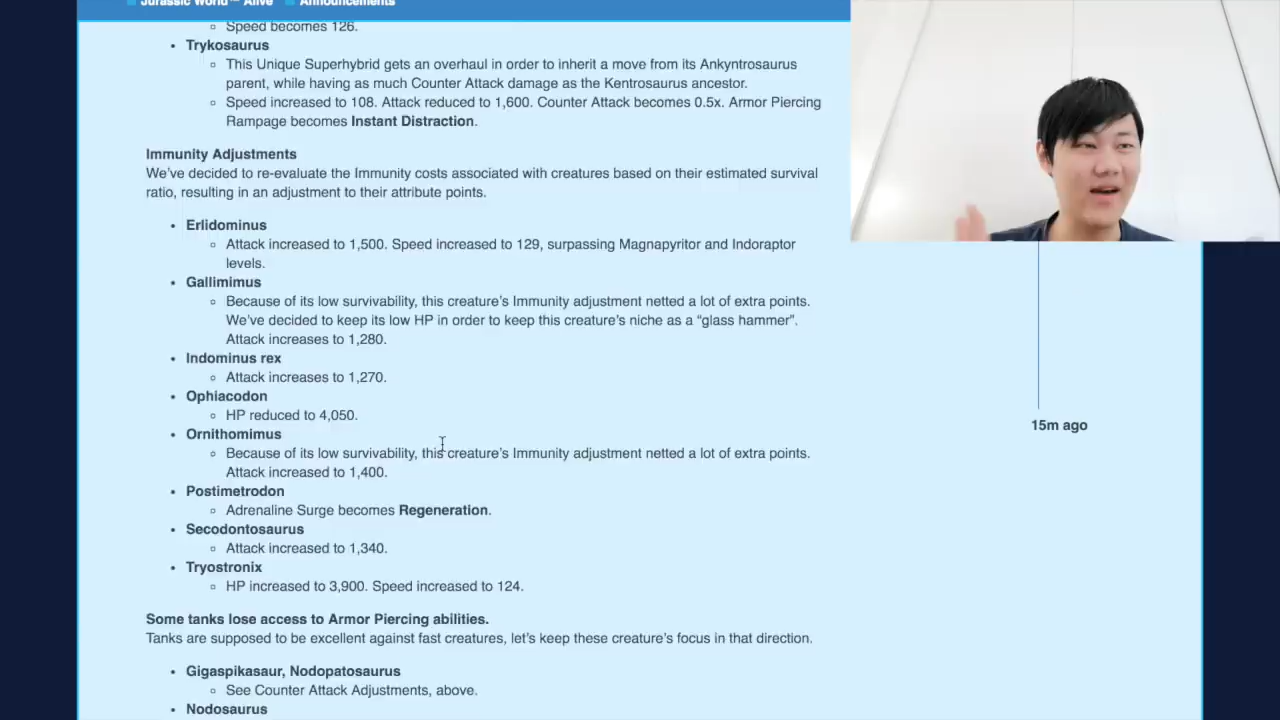 Jurassic World™ Alive Announcements
Speed becomes 126.
Trykosaurus
This Unique Superhybrid gets an overhaul in order to inherit a move from its Ankyntrosaurus
parent, while having as much Counter Attack damage as the Kentrosaurus ancestor.
Speed increased to 108. Attack reduced to 1,600. Counter Attack becomes 0.5x. Armor Piercing
Rampage becomes Instant Distraction.
Immunity Adjustments
We've decided to re-evaluate the Immunity costs associated with creatures based on their estimated survival
ratio, resulting in an adjustment to their attribute points.
Erlidominus
Attack increased to 1,500. Speed increased to 129, surpassing Magnapyritor and Indoraptor
levels.
Gallimimus
Because of its low survivability, this creature's Immunity adjustment netted a lot of extra points.
We've decided to keep its low HP in order to keep this creature's niche as a “glass hammer”.
Attack increases to 1,280.
Indominus rex
Attack increases to 1,270.
Ophiacodon
HP reduced to 4,050.
Ornithomimus
Because of its low survivability, this creature's Immunity adjustment netted a lot of extra points.
Attack increased to 1,400.
Postimetrodon
Adrenaline Surge becomes Regeneration.
Secodontosaurus
Attack increased to 1,340.
Tryostronix
HP increased to 3,900. Speed increased to 124.
Some tanks lose access to Armor Piercing abilities.
Tanks are supposed to be excellent against fast creatures, let's keep these creature's focus in that direction.
Gigaspikasaur, Nodopatosaurus
See Counter Attack Adjustments, above.
Nodosaurus
15m ago